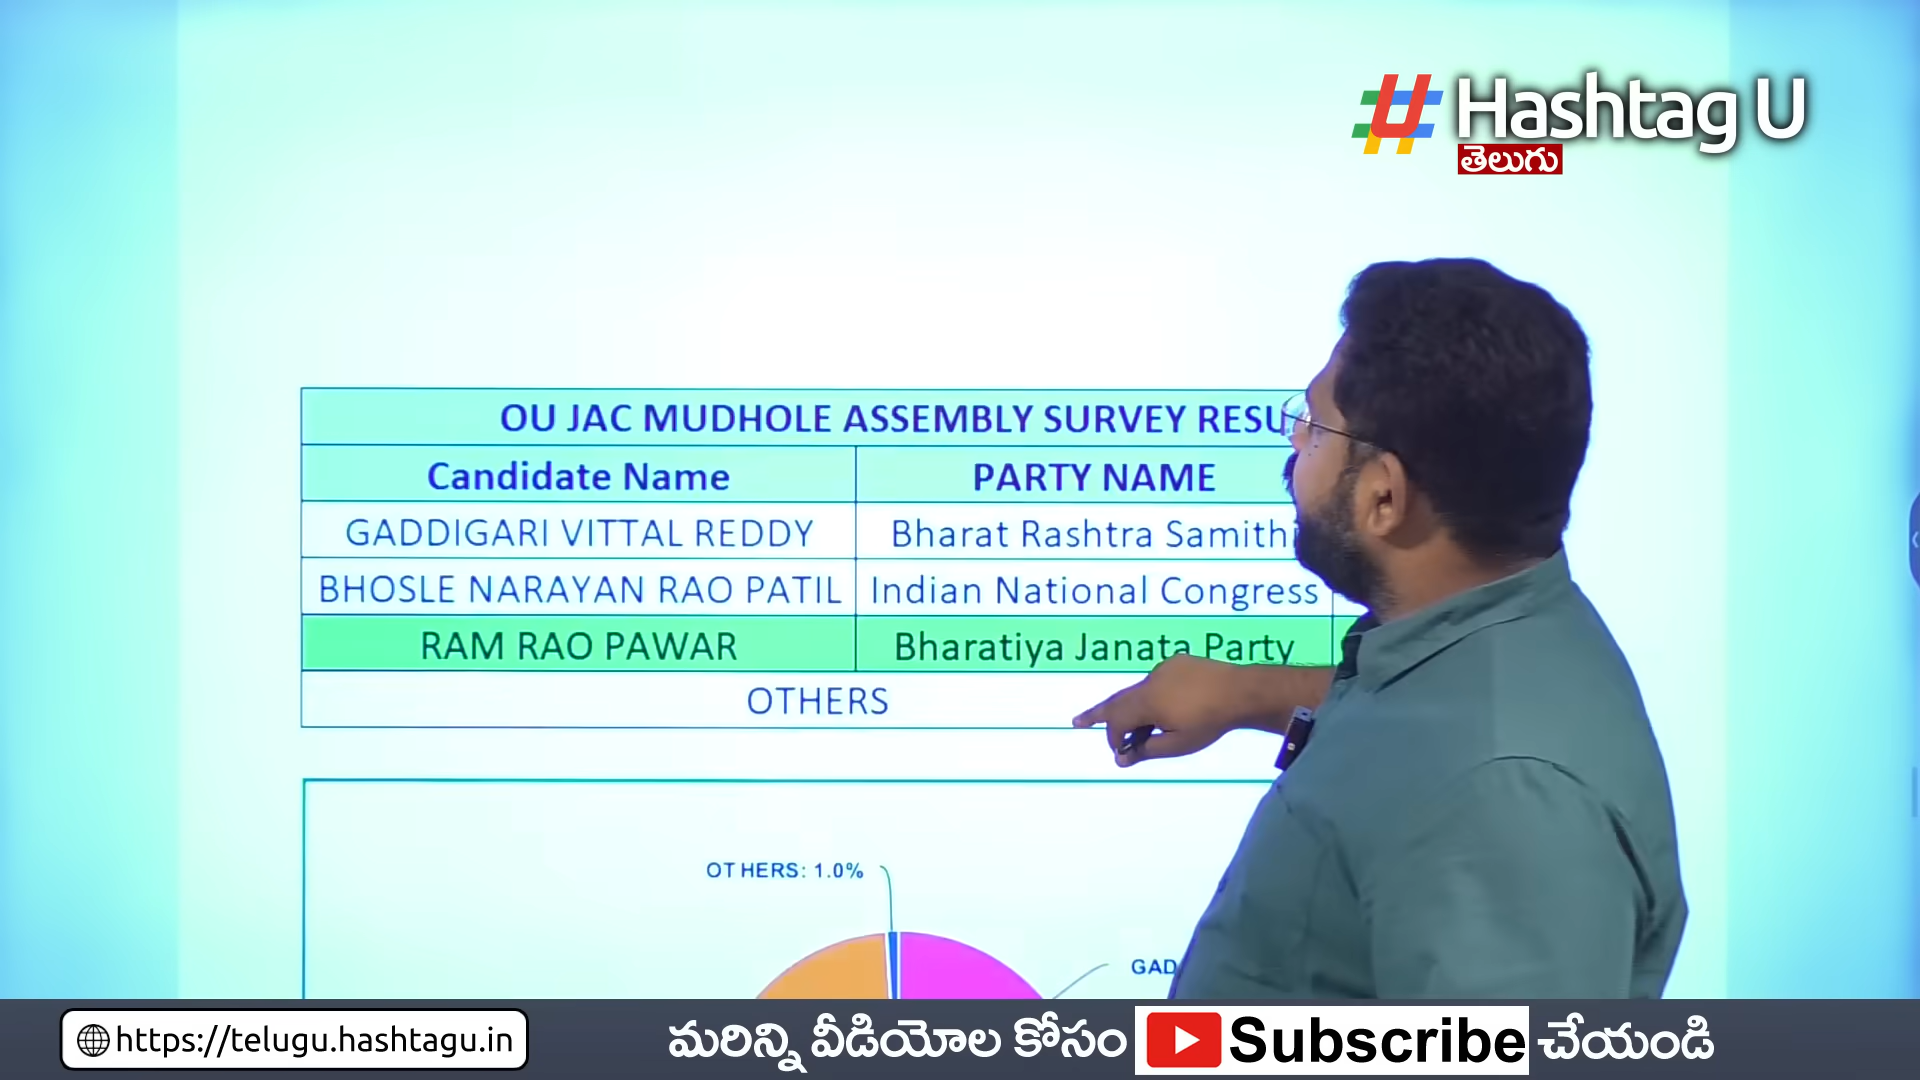 Hashtag U
తెలుగు
OU JAC MUDHOLE ASSEMBLY SURVEY
Candidate Name
PARTY NAME
GADDIGARI VITTAL REDDY
Bharat Rashtra Samithi
BHOSLE NARAYAN RAO PATIL
Indian National Congress
RAM RAO PAWAR
Bharatiya Janata Party
OTHERS
OTHERS: 1.0%
https://telugu.hashtagu.in
మరిన్ని వీడియోల కోసం Subscribe చేయండి